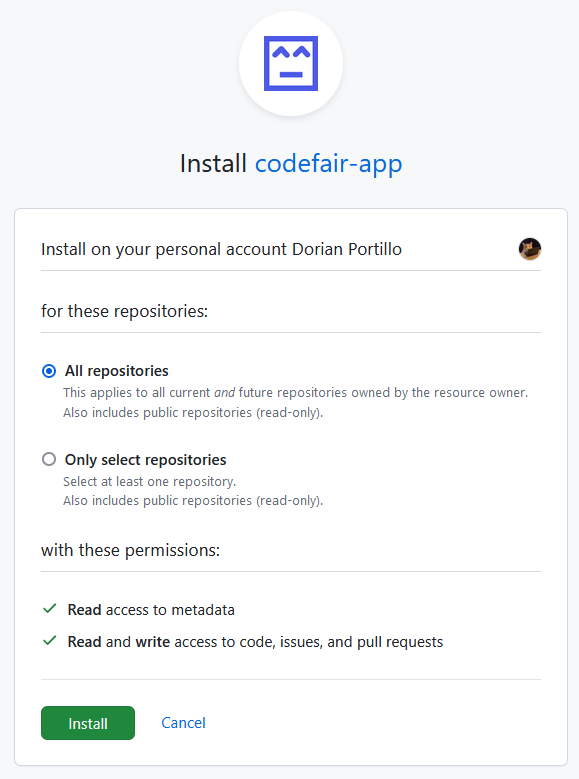 Install codefair-app
Install on your personal account Dorian Portillo
for these repositories:
All repositories
This applies to all current and future repositories owned by the resource owner.
Also includes public repositories (read-only).
Only select repositories
Select at least one repository.
Also includes public repositories (read-only).
with these permissions:
Read access to metadata
Read and write access to code, issues, and pull requests
Install Cancel